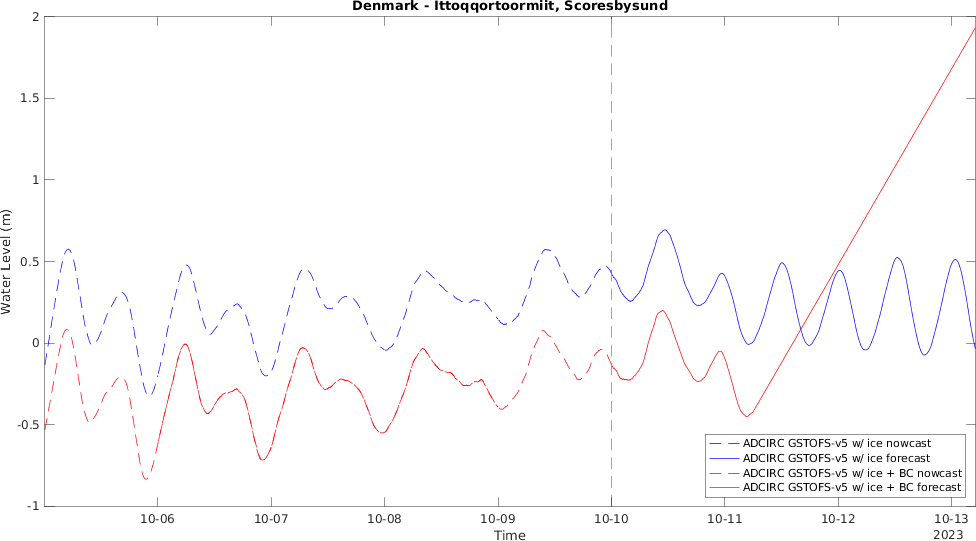 Denmark - Ittoqqortoormiit, Scoresbysund
2
1.5
1
0.5
0
-0.5
-1
Water Level (m)
10-06
10-07
10-08
10-09
10-10
10-11
10-12
10-13
Time
2023
ADCIRC GSTOFS-v5 w/ ice nowcast
ADCIRC GSTOFS-v5 w/ ice forecast
ADCIRC GSTOFS-v5 w/ ice + BC nowcast
ADCIRC GSTOFS-v5 w/ ice + BC forecast